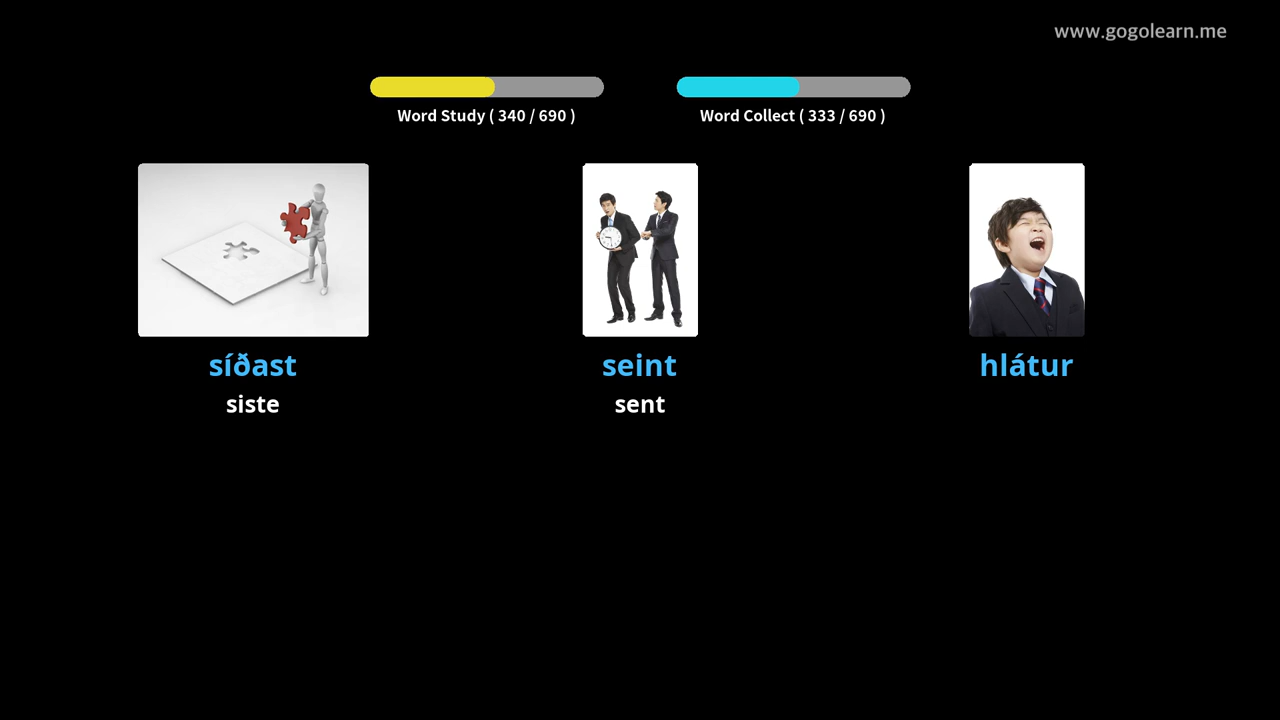 www.gogolearn.me
Word Study ( 340 / 690 )
Word Collect ( 333 / 690 )
síðast
siste
seint
sent
hlátur